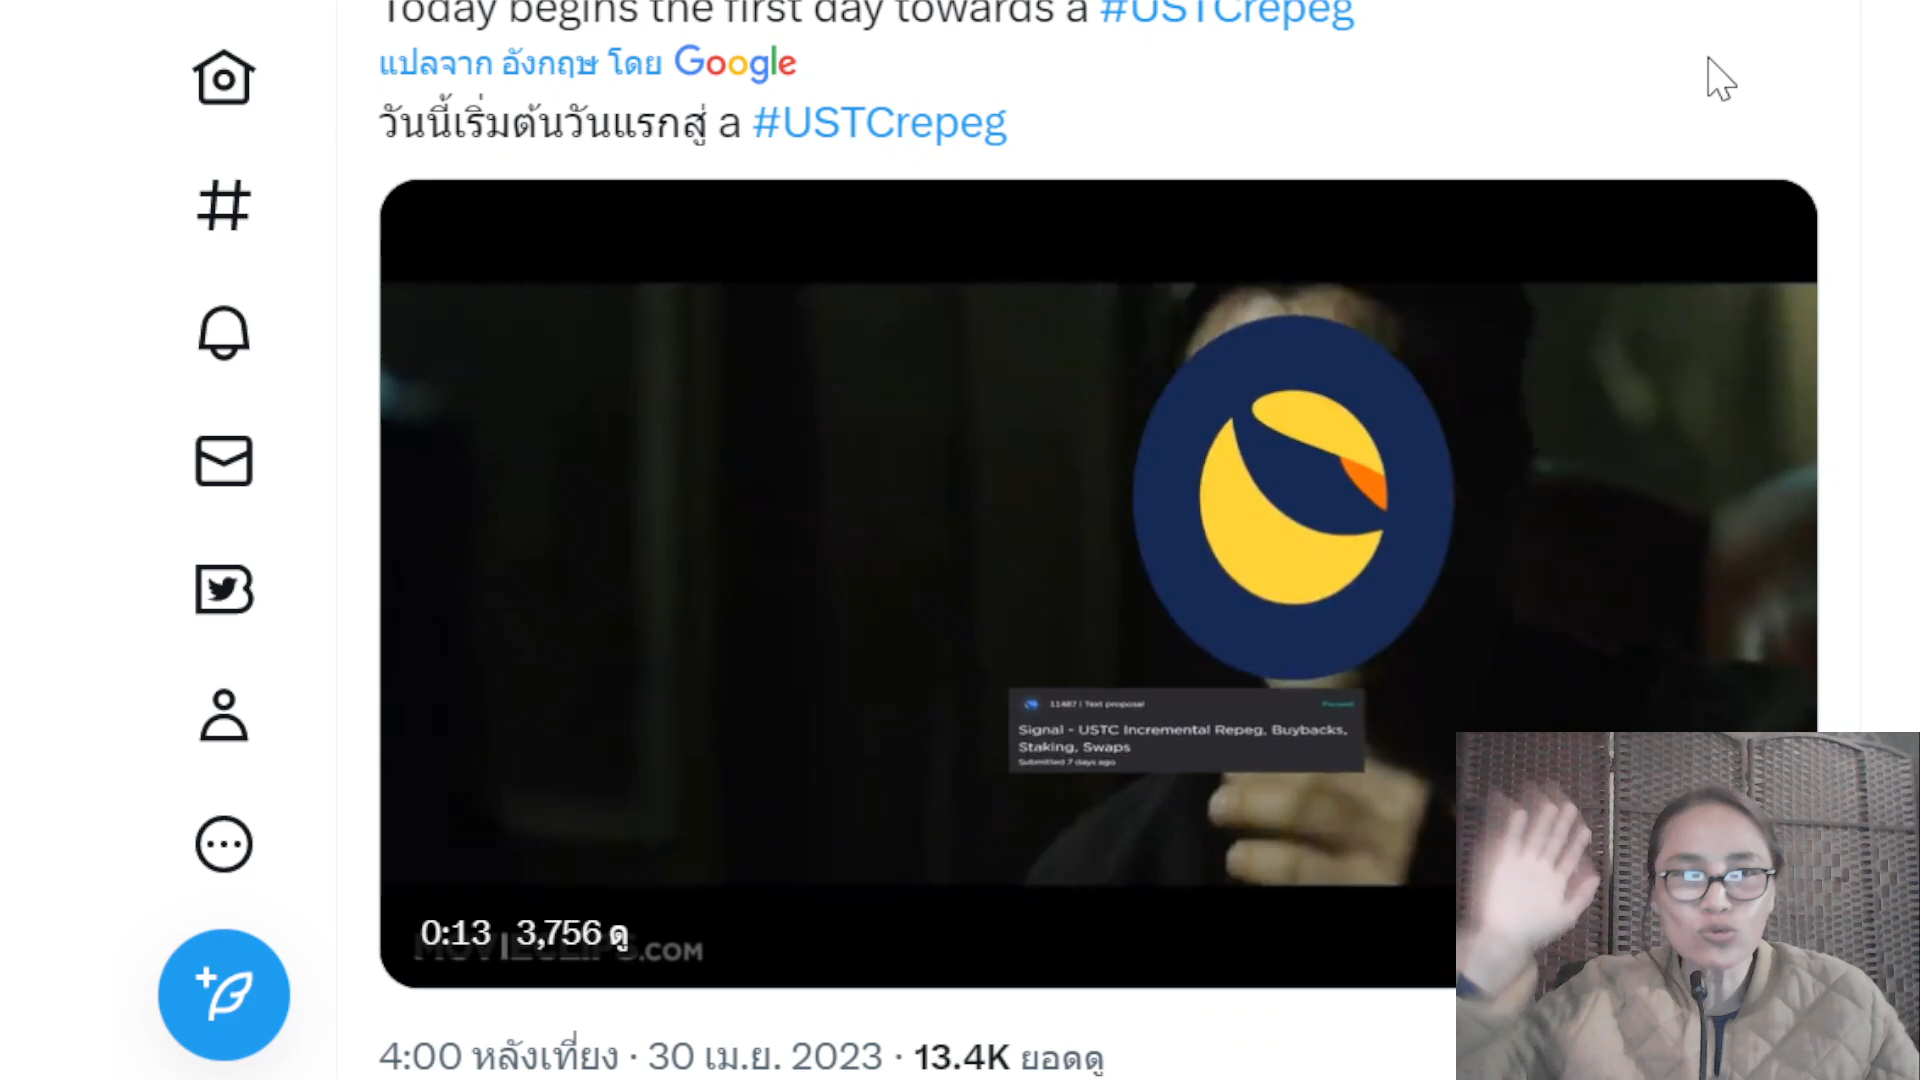 Today begins the first day towards a #USTCrepeg
แปลจาก อังกฤษ โดย Google
วันนี้เริ่มต้นวันแรกสู่ a #USTCrepeg
11487 | Text proposal Passed
Signal - USTC Incremental Repeg, Buybacks,
Staking, Swaps
Submitted 7 days ago
0:13 3,756 ดู
MOVIECLIPS.COM
4:00 หลังเที่ยง · 30 เม.ย. 2023 · 13.4K ยอดดู